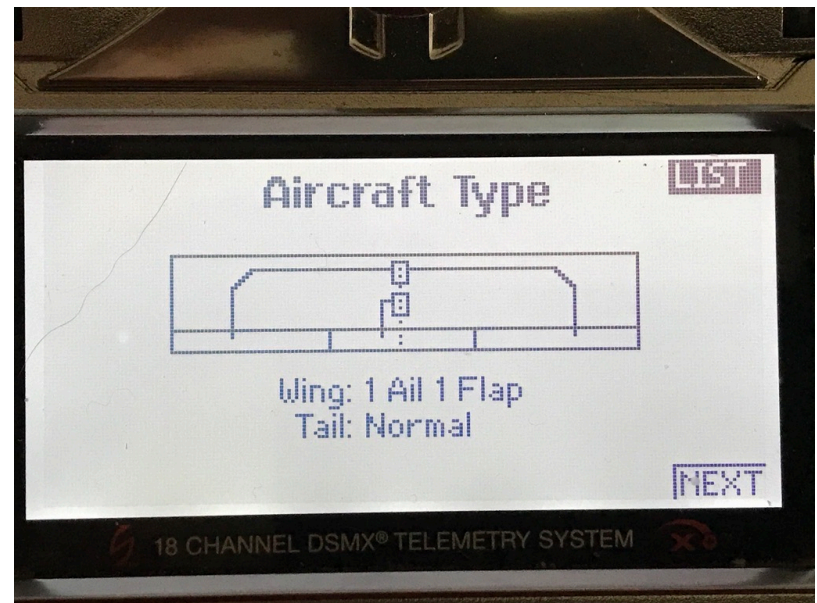 LIST
Aircraft Type
Wing: 1 Ail 1 Flap
Tail: Normal
NEXT
18 CHANNEL DSMX® TELEMETRY SYSTEM